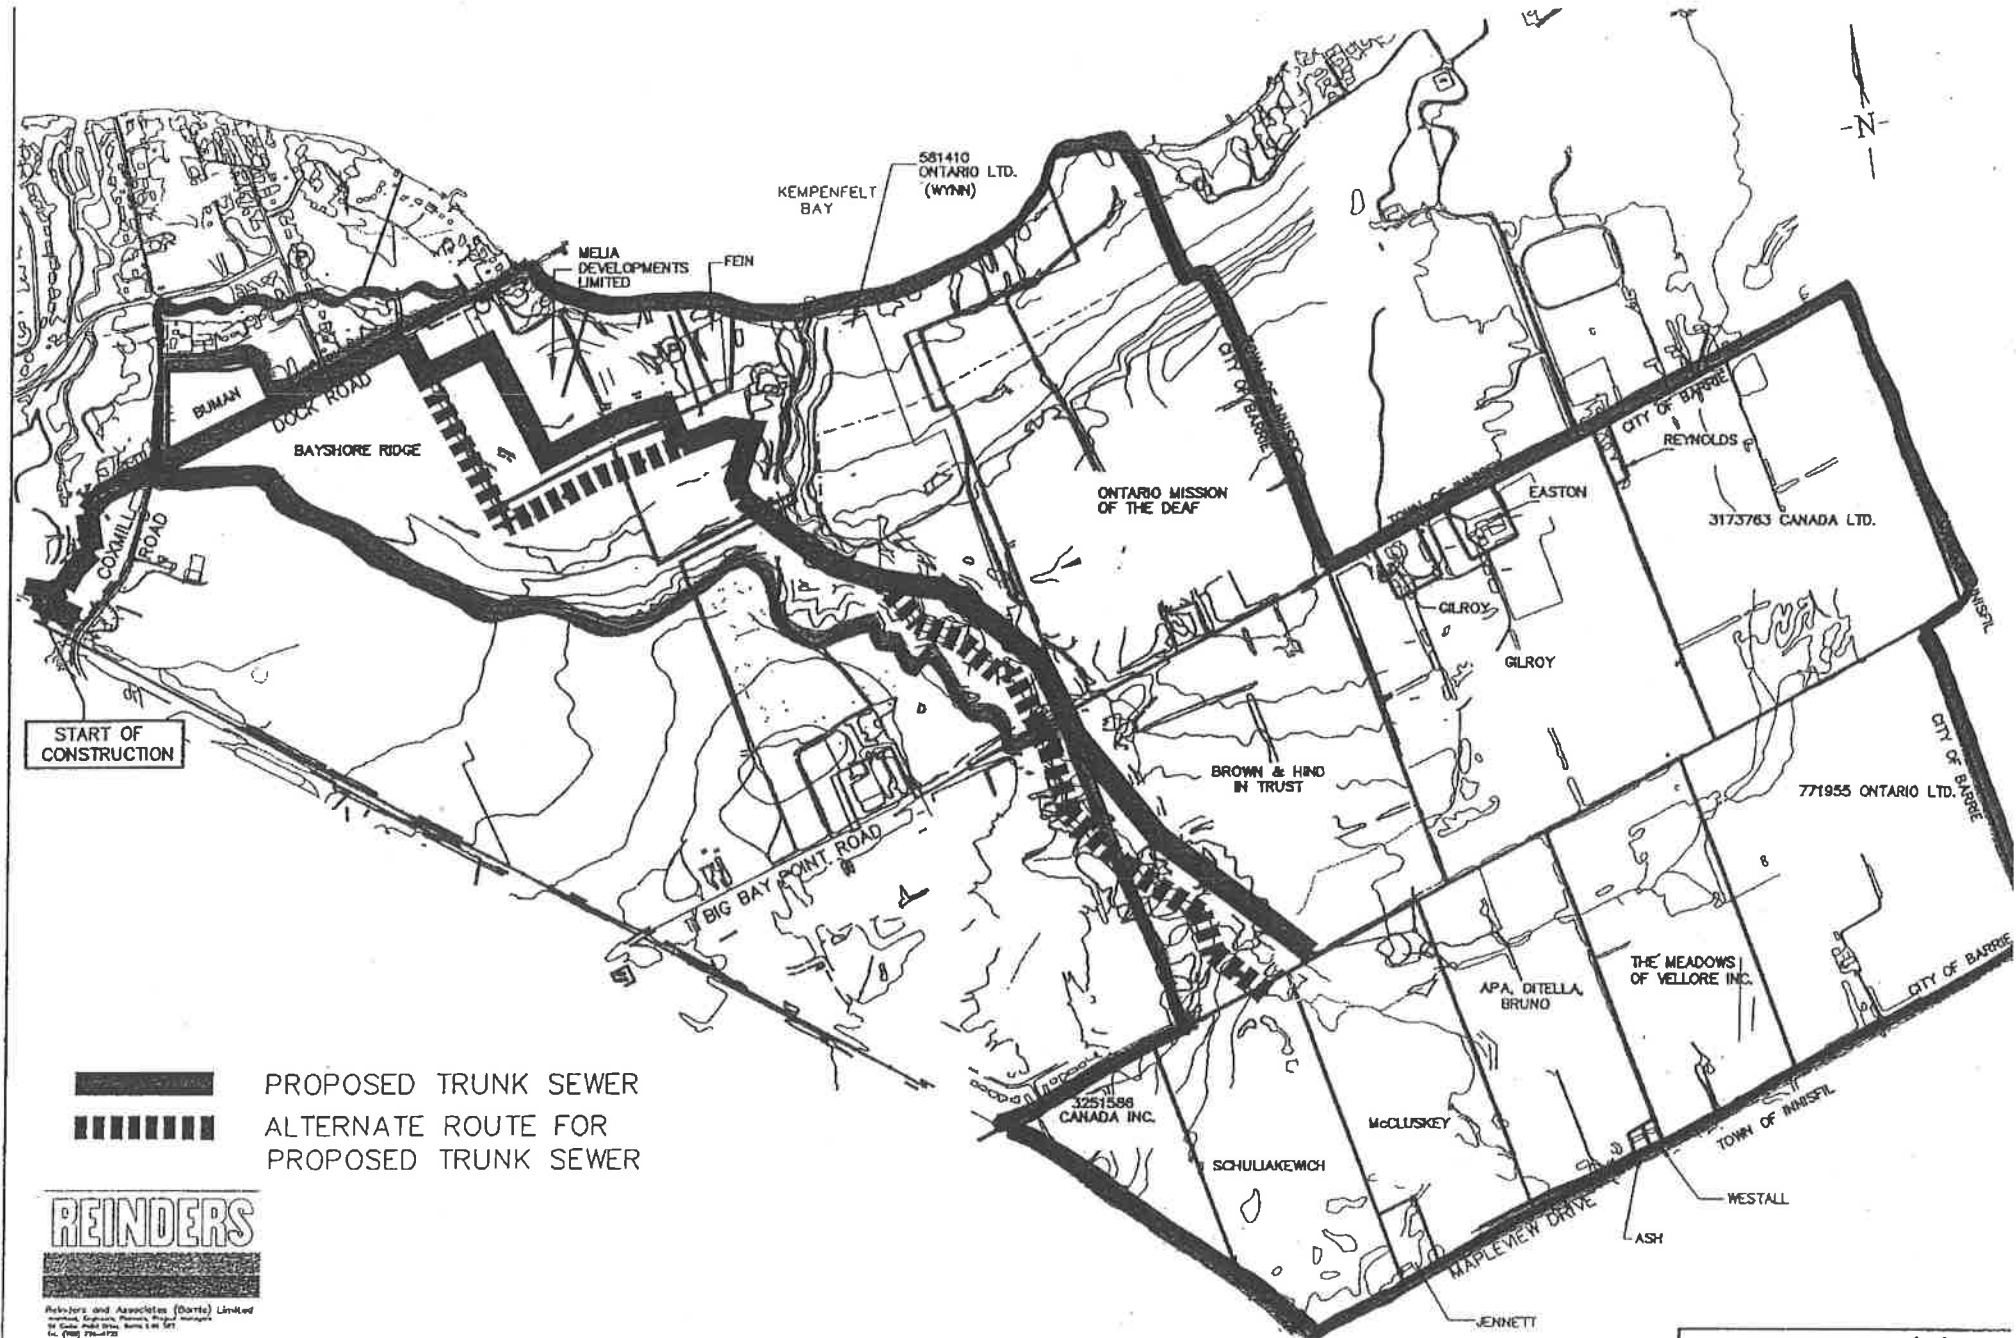 N
581410
ONTARIO LTD.
(WYNN)
KEMPENFELT
BAY
MELIA
DEVELOPMENTS
LIMITED
FEIN
BUMAN
DOCK ROAD
BAYSHORE RIDGE
COXMILL
ROAD
START OF
CONSTRUCTION
TOWN OF INNISFIL
CITY OF BARRIE
ONTARIO MISSION
OF THE DEAF
TOWN OF INNISFIL
CITY OF BARRIE
REYNOLDS
EASTON
3173763 CANADA LTD.
GILROY
GILROY
INNISFIL
CITY OF BARRIE
BROWN & HIND
IN TRUST
771955 ONTARIO LTD.
BIG BAY POINT ROAD
THE MEADOWS
OF VELLORE INC.
APA, DITELLA,
BRUNO
CITY OF BARRIE
TOWN OF INNISFIL
3251586
CANADA INC.
McCLUSKEY
SCHULIAKEWICH
WESTALL
ASH
MAPLEVIEW DRIVE
JENNETT
PROPOSED TRUNK SEWER
ALTERNATE ROUTE FOR
PROPOSED TRUNK SEWER
REINDERS
Reinders and Associates (Barrie) Limited